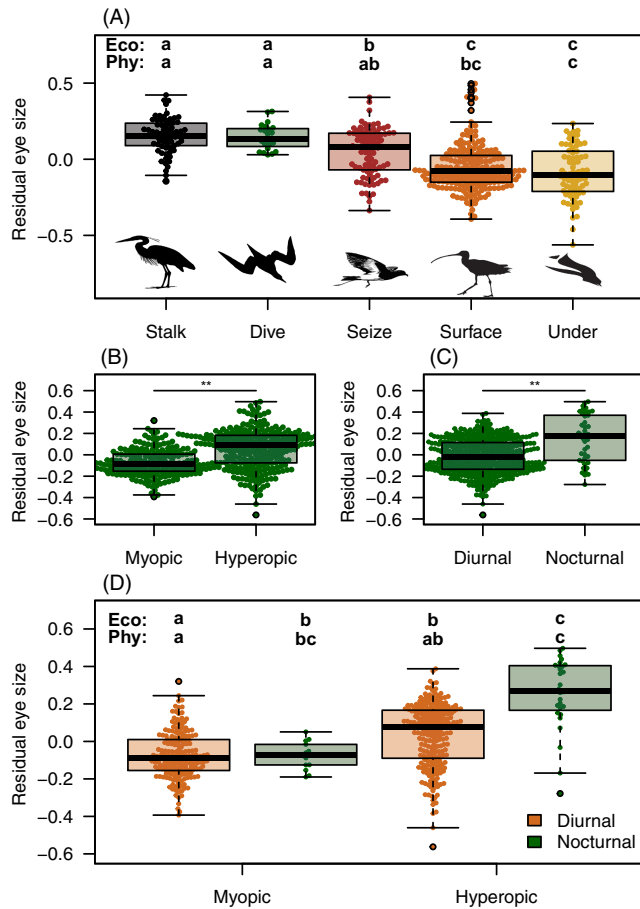 (A)
Eco: a a b c c
Phy: a a ab bc c
Residual eye size
0.5
0.0
−0.5
Stalk Dive Seize Surface Under
(B)
**
Residual eye size
0.6
0.4
0.2
0.0
−0.2
−0.4
−0.6
Myopic Hyperopic
(C)
**
Residual eye size
0.6
0.4
0.2
0.0
−0.2
−0.4
−0.6
Diurnal Nocturnal
(D)
Eco: a b b c
Phy: a bc ab c
Residual eye size
0.6
0.4
0.2
0.0
−0.2
−0.4
−0.6
Diurnal
Nocturnal
Myopic Hyperopic